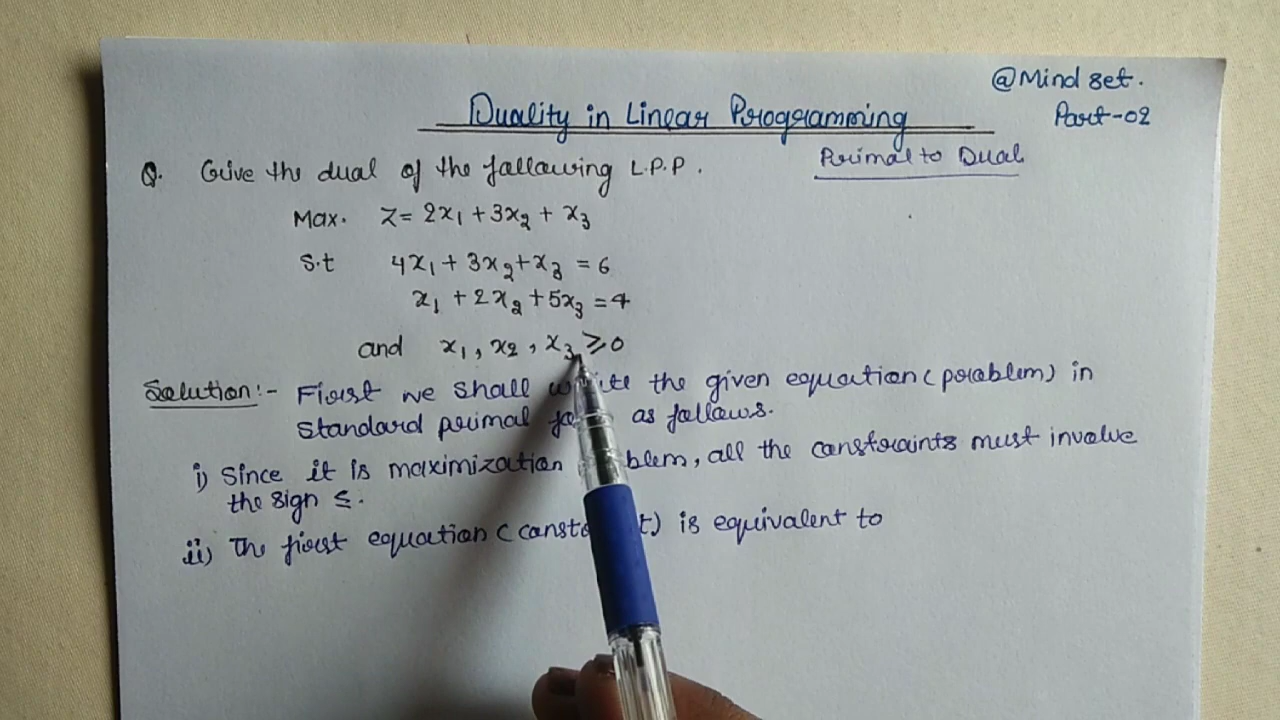 @Mind set.
Duality in Linear Programming
Part-02
Primal to Dual
Q. Give the dual of the fallawing L.P.P.
Max. Z= 2x₁ + 3x₂ + x₃
S.t 4x₁ + 3x₂ + x₃ = 6
x₁ + 2x₂ + 5x₃ = 4
and x₁, x₂, x₃ ⩾ 0
Solution:- First we shall the given equation (problem) in
standard primal as fallaws.
i) Since it is maximization, all the constraints must involve
the sign ≤.
ii) The first equation ( is equivalent to